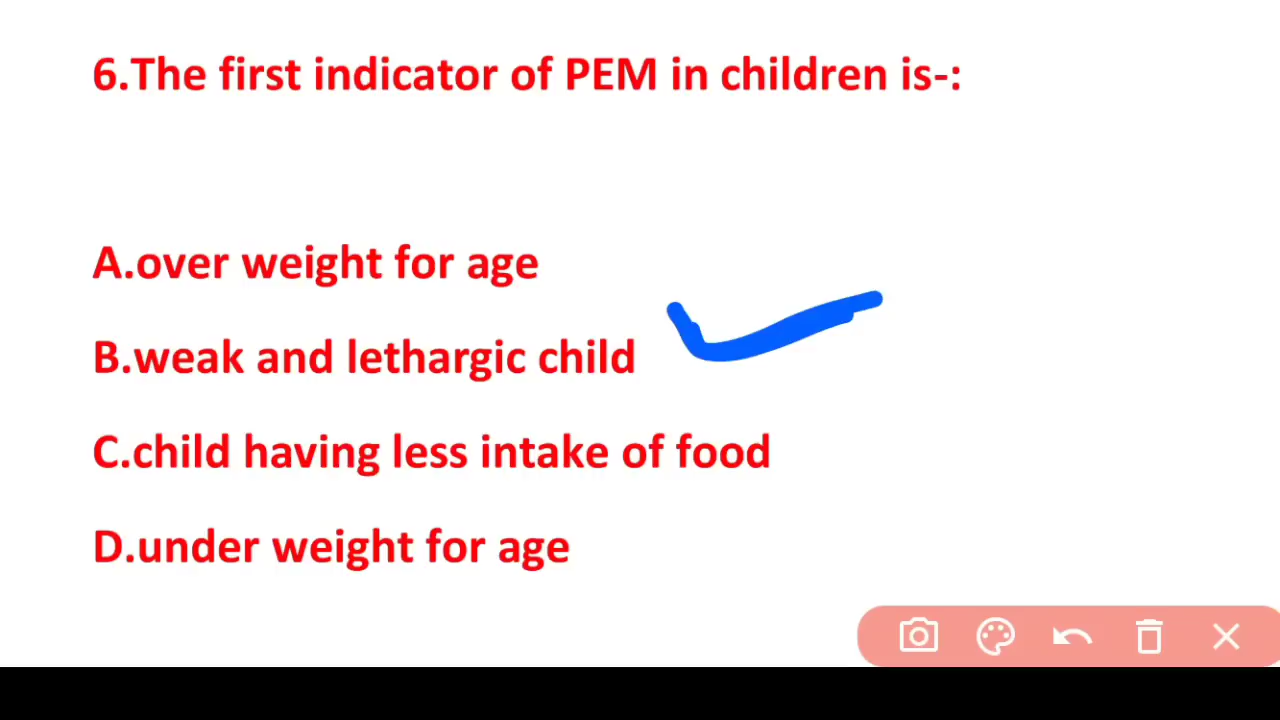 6.The first indicator of PEM in children is-:
A.over weight for age
B.weak and lethargic child
C.child having less intake of food
D.under weight for age